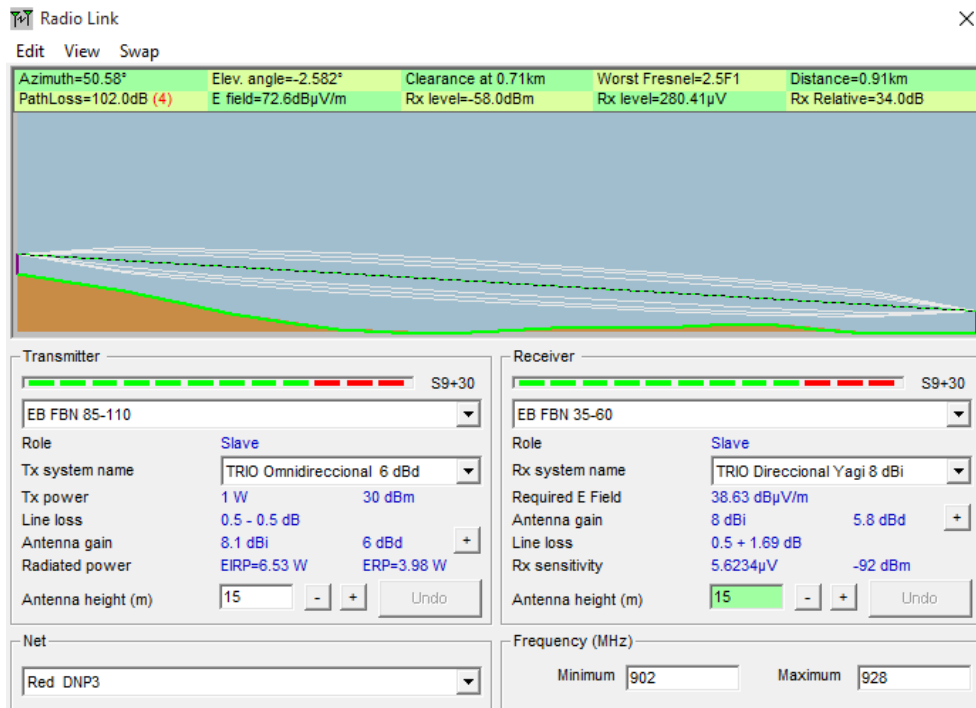 Radio Link
Edit View Swap
Azimuth=50.58° Elev. angle=-2.582° Clearance at 0.71km Worst Fresnel=2.5F1 Distance=0.91km
PathLoss=102.0dB (4) E field=72.6dBµV/m Rx level=-58.0dBm Rx level=280.41µV Rx Relative=34.0dB
Transmitter
S9+30
EB FBN 85-110
Role Slave
Tx system name TRIO Omnidireccional 6 dBd
Tx power 1 W 30 dBm
Line loss 0.5 - 0.5 dB
Antenna gain 8.1 dBi 6 dBd +
Radiated power EIRP=6.53 W ERP=3.98 W
Antenna height (m) 15 - + Undo
Net
Red DNP3
Receiver
S9+30
EB FBN 35-60
Role Slave
Rx system name TRIO Direccional Yagi 8 dBi
Required E Field 38.63 dBµV/m
Antenna gain 8 dBi 5.8 dBd +
Line loss 0.5 + 1.69 dB
Rx sensitivity 5.6234µV -92 dBm
Antenna height (m) 15 - + Undo
Frequency (MHz)
Minimum 902 Maximum 928